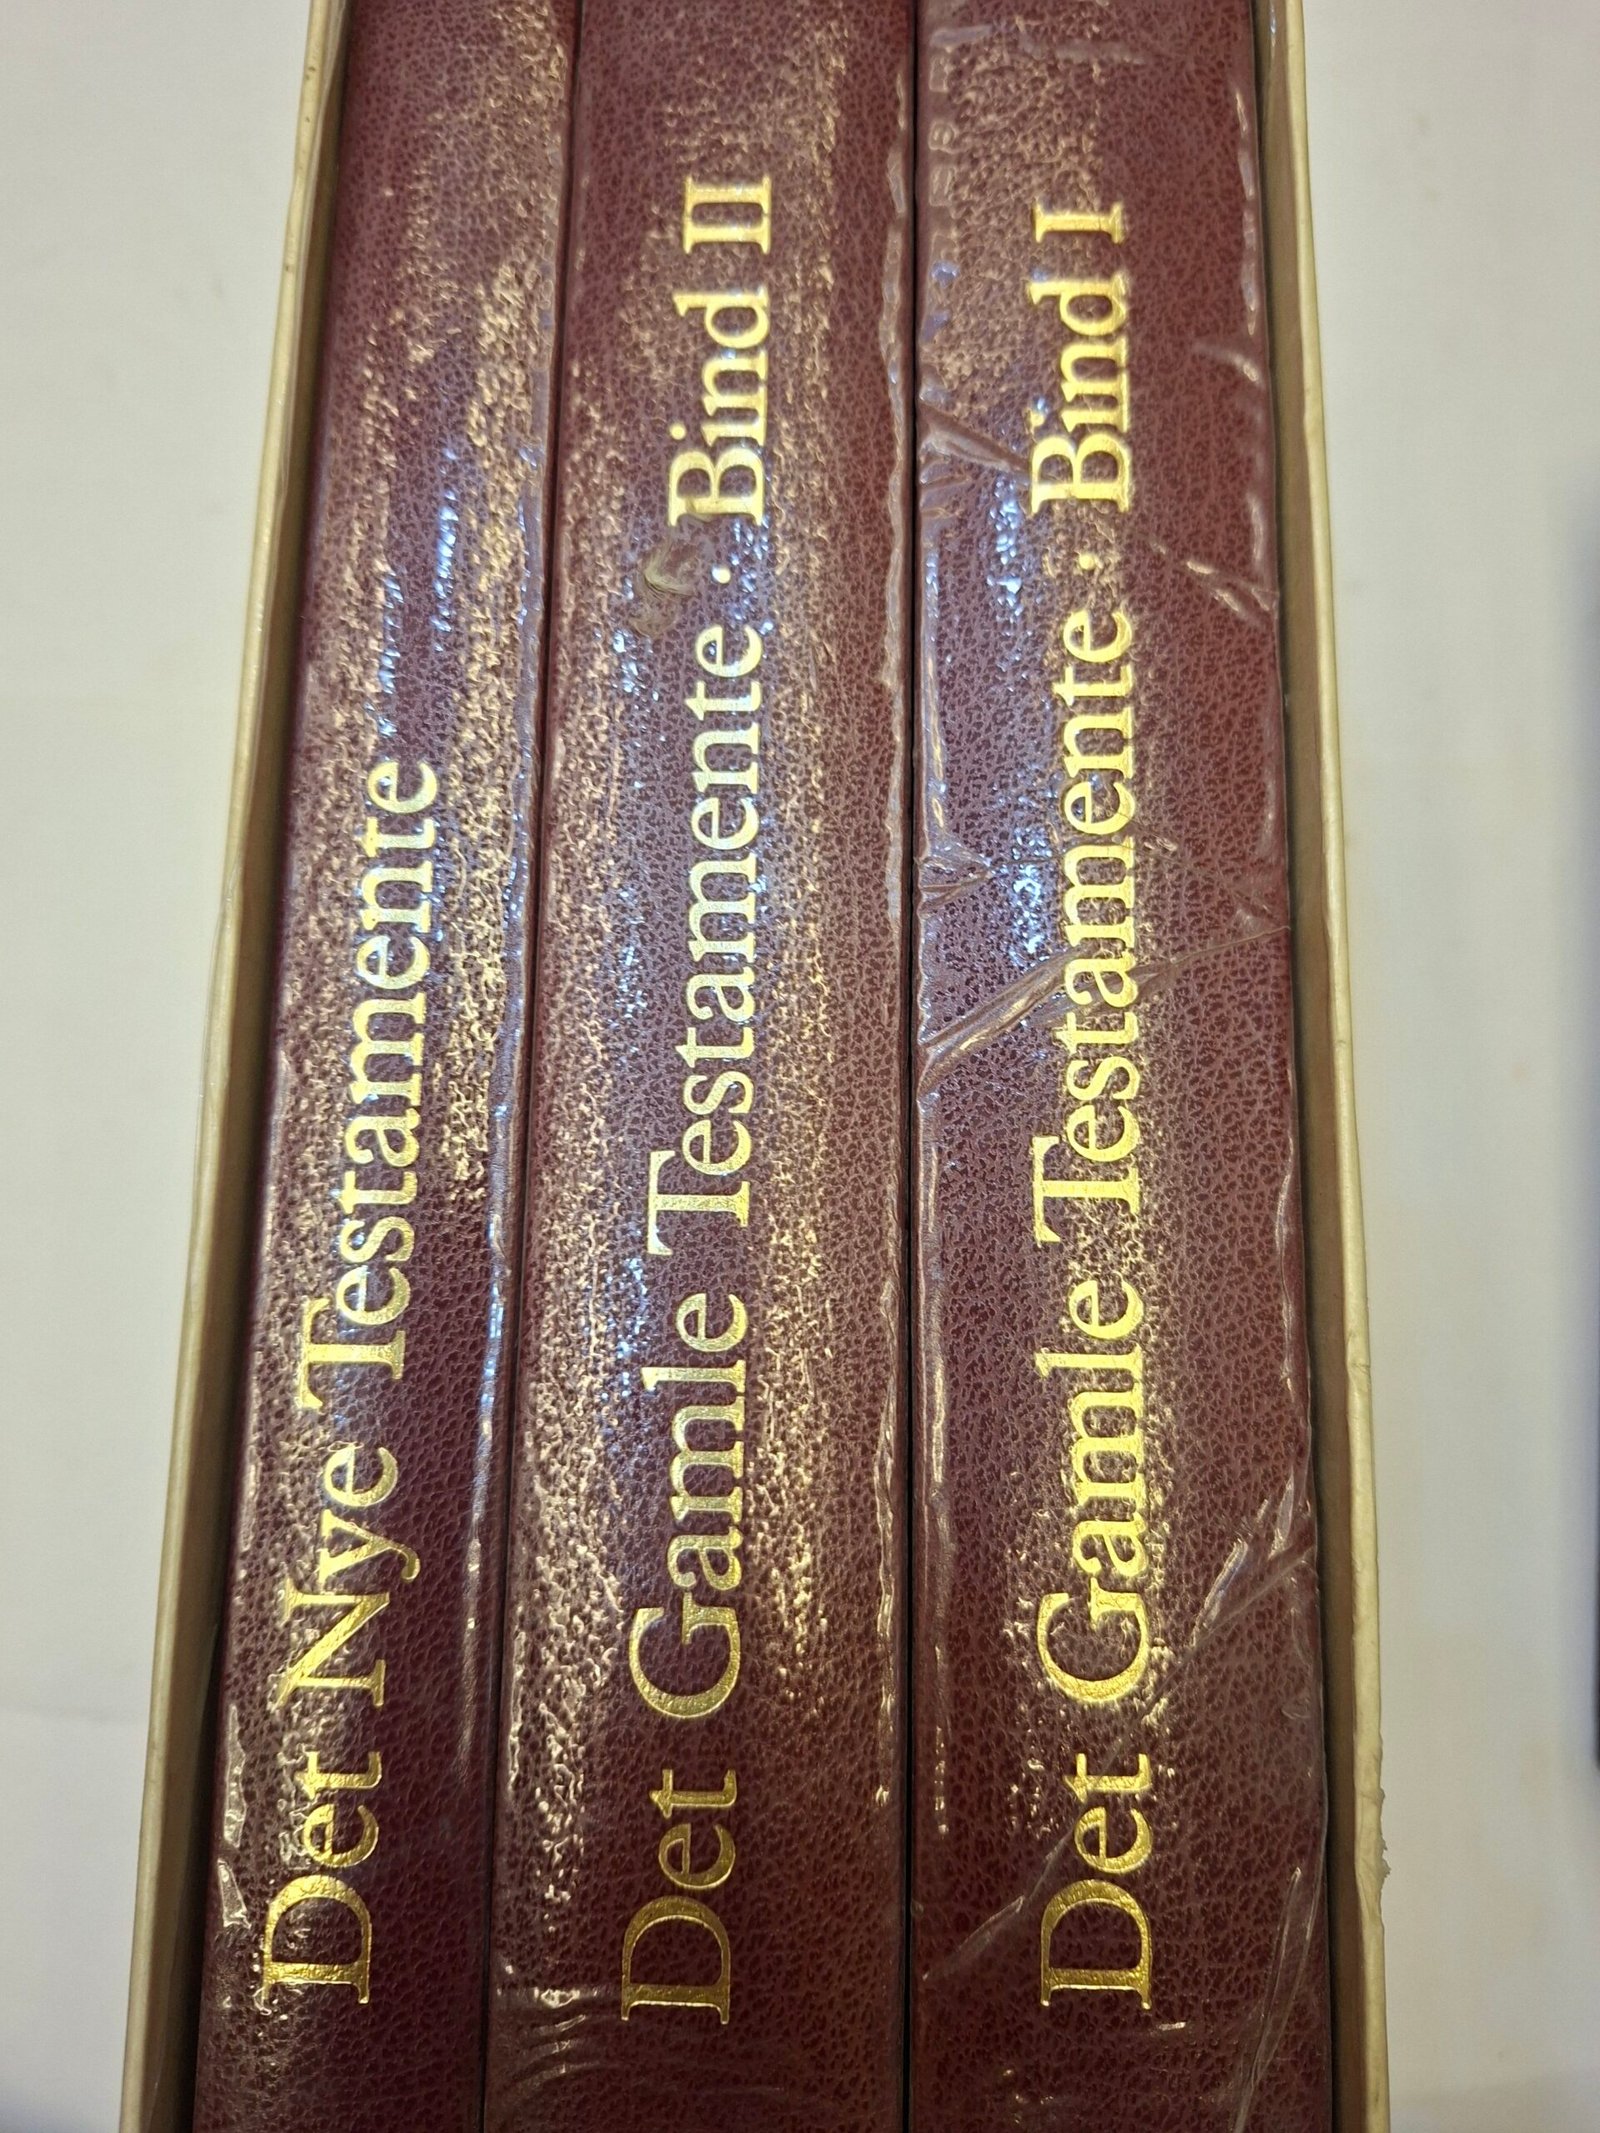 Det Nye Testamente
Det Gamle Testamente · Bind II
Det Gamle Testamente · Bind I